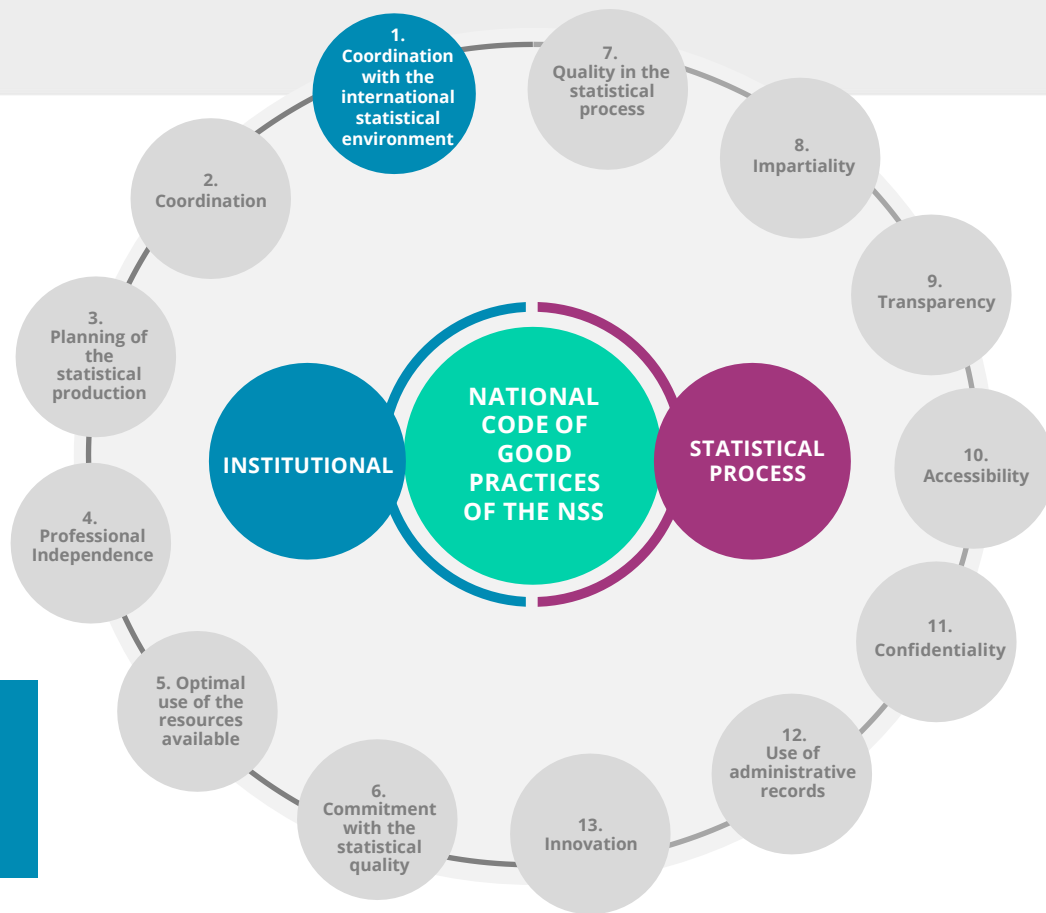 1.
Coordination
with the
international
statistical
environment
2.
Coordination
3.
Planning of
the
statistical
production
4.
Professional
Independence
5. Optimal
use of the
resources
available
6.
Commitment
with the
statistical
quality
7.
Quality in the
statistical
process
8.
Impartiality
9.
Transparency
10.
Accessibility
11.
Confidentiality
12.
Use of
administrative
records
13.
Innovation
INSTITUTIONAL
NATIONAL
CODE OF
GOOD
PRACTICES
OF THE NSS
STATISTICAL
PROCESS